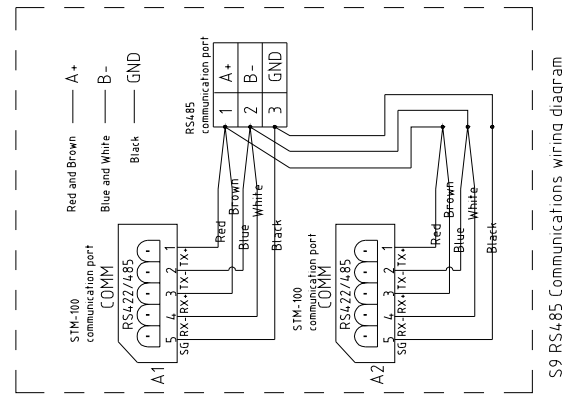 Red and Brown A+
Blue and White B-
Black GND
RS485
communication port
1 A+
2 B-
3 GND
STM-100
communication port
COMM
RS422/485
5 4 3 2 1
SG RX- RX+ TX- TX+
A1
Red
Brown
Blue
White
Black
STM-100
communication port
COMM
RS422/485
5 4 3 2 1
SG RX- RX+ TX- TX+
A2
Red
Brown
Blue
White
Black
S9 RS485 Communications wiring diagram